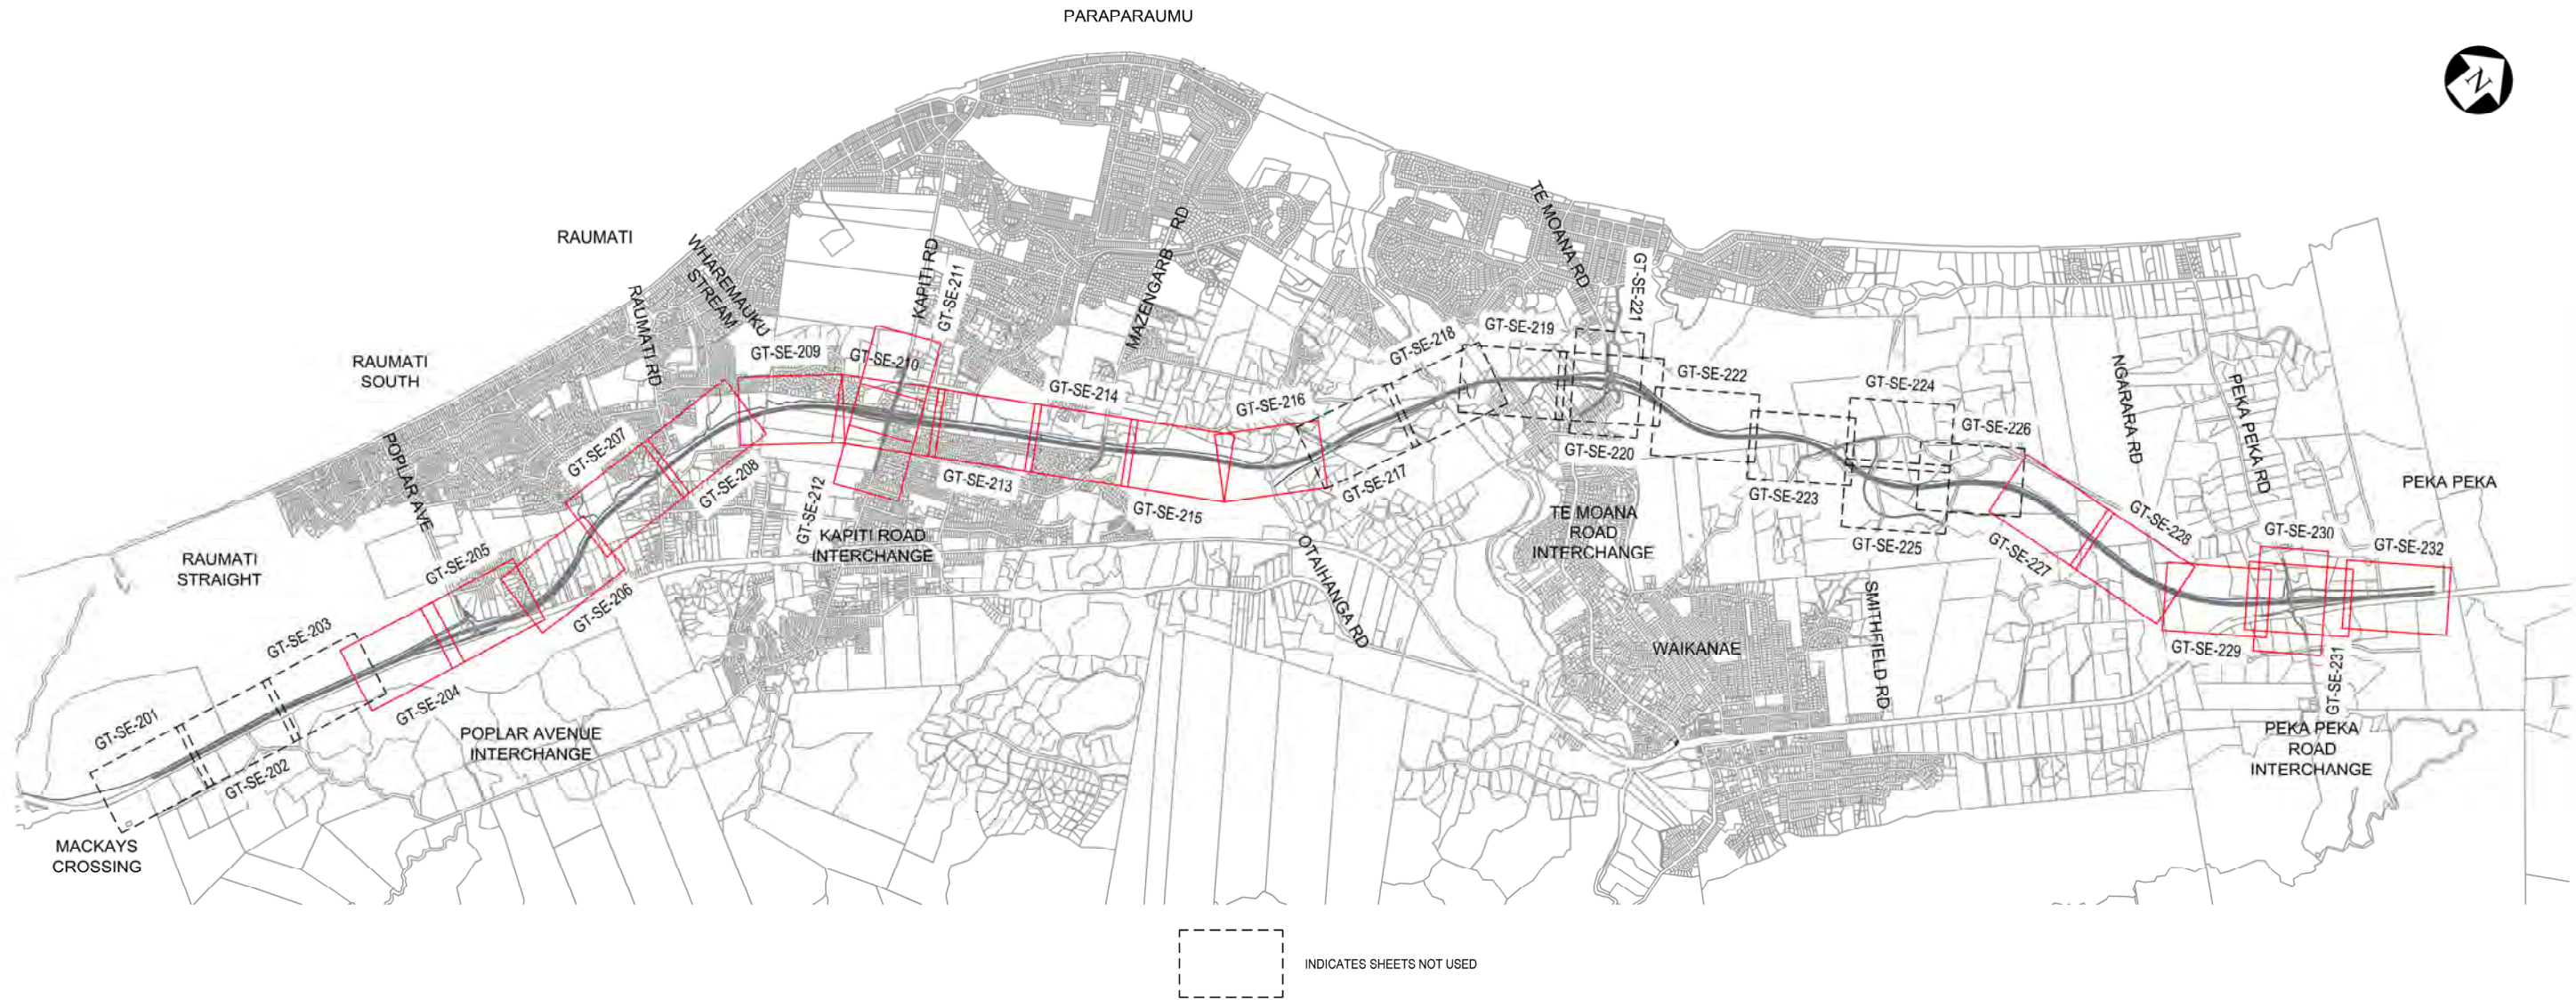 PARAPARAUMU
N
RAUMATI
WHAREMAUKU
STREAM
RAUMATI RD
KAPITI RD
GT-SE-211
MAZENGARB RD
TE MOANA RD
GT-SE-221
RAUMATI
SOUTH
GT-SE-209
GT-SE-210
GT-SE-214
GT-SE-216
GT-SE-218
GT-SE-219
GT-SE-222
GT-SE-224
GT-SE-226
NGARARA RD
PEKA PEKA RD
PEKA PEKA
POPLAR AVE
GT-SE-207
GT-SE-208
GT-SE-212
GT-SE-213
GT-SE-215
GT-SE-217
GT-SE-220
GT-SE-223
GT-SE-225
GT-SE-227
GT-SE-228
GT-SE-230
GT-SE-232
RAUMATI
STRAIGHT
GT-SE-205
GT-SE-206
KAPITI ROAD
INTERCHANGE
OTAIHANGA RD
TE MOANA
ROAD
INTERCHANGE
WAIKANAE
SMITHFIELD RD
GT-SE-229
GT-SE-231
GT-SE-203
GT-SE-204
GT-SE-201
GT-SE-202
POPLAR AVENUE
INTERCHANGE
PEKA PEKA
ROAD
INTERCHANGE
MACKAYS
CROSSING
INDICATES SHEETS NOT USED